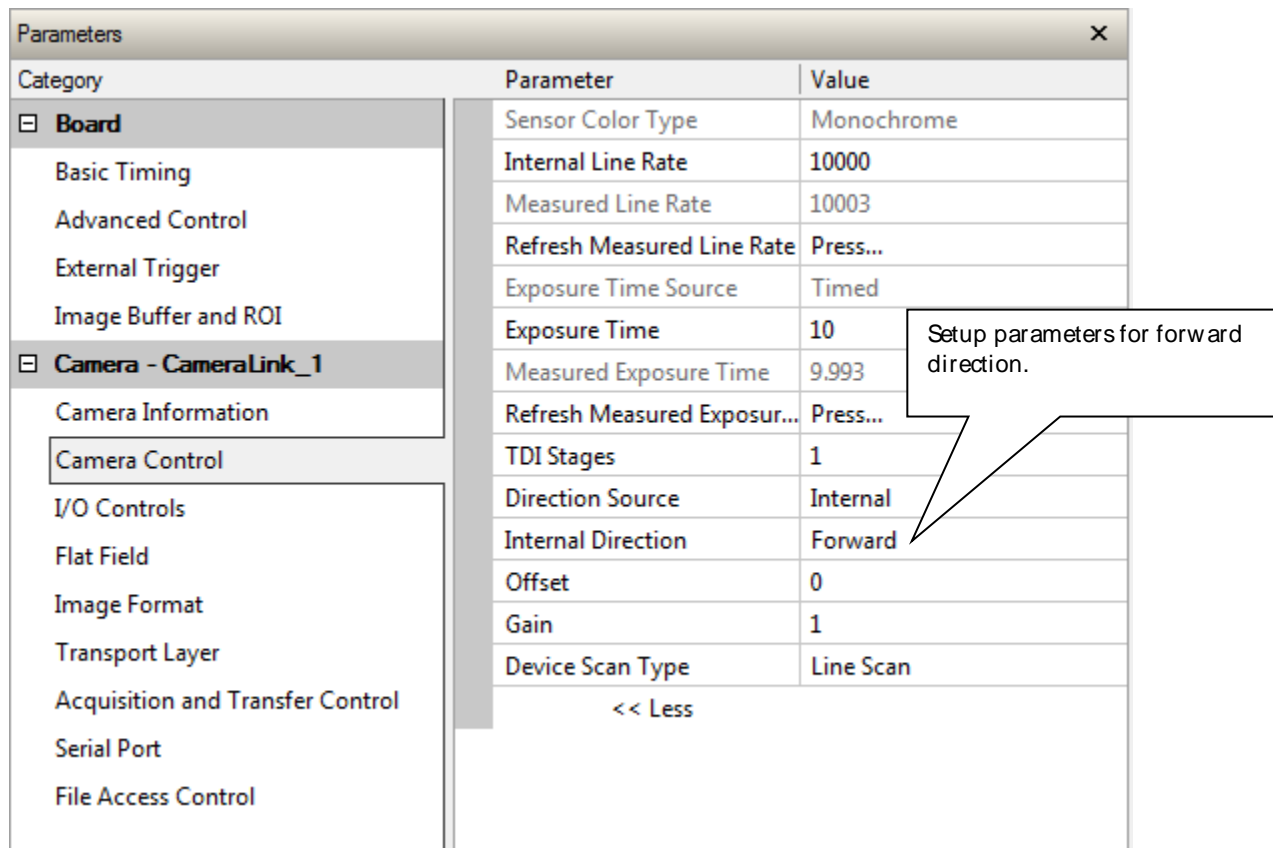 Parameters
Category
Board
Basic Timing
Advanced Control
External Trigger
Image Buffer and ROI
Camera - CameraLink_1
Camera Information
Camera Control
I/O Controls
Flat Field
Image Format
Transport Layer
Acquisition and Transfer Control
Serial Port
File Access Control
Parameter Value
Sensor Color Type Monochrome
Internal Line Rate 10000
Measured Line Rate 10003
Refresh Measured Line Rate Press...
Exposure Time Source Timed
Exposure Time 10
Measured Exposure Time 9.993
Refresh Measured Exposur... Press...
TDI Stages 1
Direction Source Internal
Internal Direction Forward
Offset 0
Gain 1
Device Scan Type Line Scan
<< Less
Setup parameters for forward
direction.